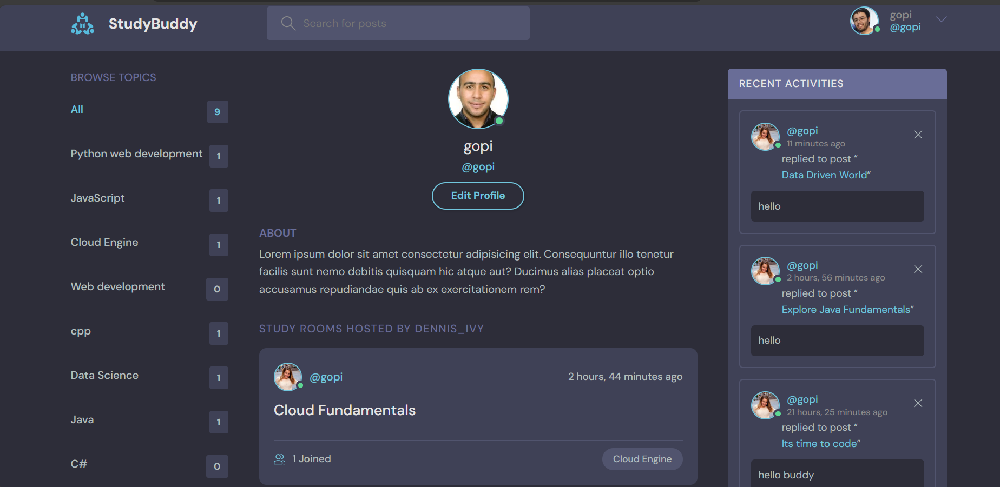 StudyBuddy
Search for posts
gopi
@gopi
BROWSE TOPICS
All 9
Python web development 1
JavaScript 1
Cloud Engine 1
Web development 0
cpp 1
Data Science 1
Java 1
C# 0
gopi
@gopi
Edit Profile
ABOUT
Lorem ipsum dolor sit amet consectetur adipisicing elit. Consequuntur illo tenetur
facilis sunt nemo debitis quisquam hic atque aut? Ducimus alias placeat optio
accusamus repudiandae quis ab ex exercitationem rem?
STUDY ROOMS HOSTED BY DENNIS_IVY
@gopi 2 hours, 44 minutes ago
Cloud Fundamentals
1 Joined Cloud Engine
RECENT ACTIVITIES
@gopi
11 minutes ago
replied to post “
Data Driven World”
hello
@gopi
2 hours, 56 minutes ago
replied to post “
Explore Java Fundamentals”
hello
@gopi
21 hours, 25 minutes ago
replied to post “
Its time to code”
hello buddy